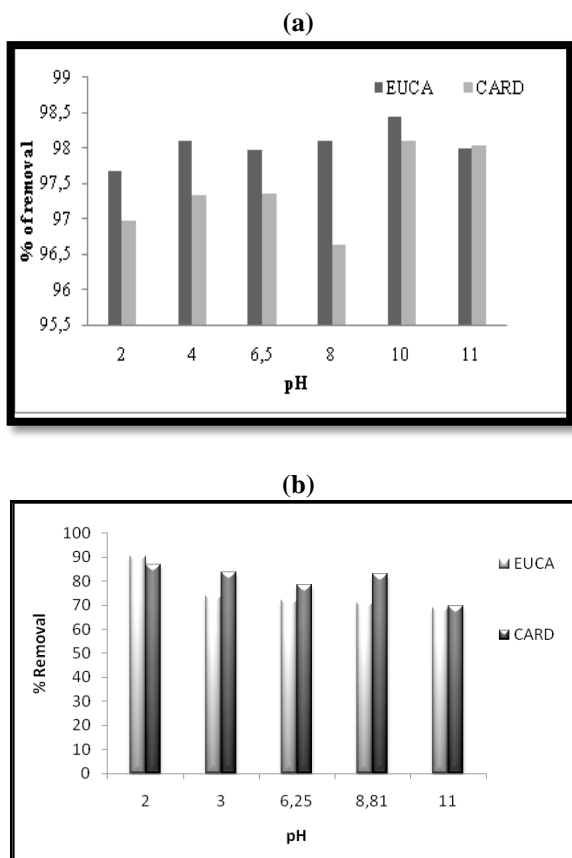 (a)
99
98,5
98
97,5
97
96,5
96
95,5
% of removal
EUCA CARD
2 4 6,5 8 10 11
pH
(b)
100
90
80
70
60
50
40
30
20
10
0
% Removal
EUCA
CARD
2 3 6,25 8,81 11
pH